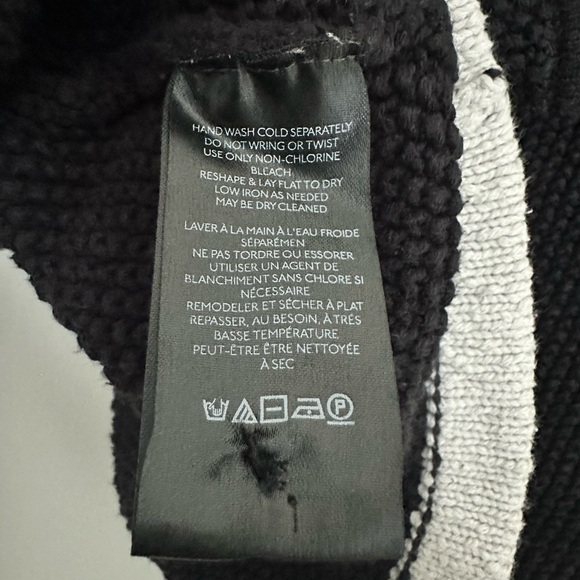 HAND WASH COLD SEPARATELY
DO NOT WRING OR TWIST
USE ONLY NON-CHLORINE
BLEACH
RESHAPE & LAY FLAT TO DRY
LOW IRON AS NEEDED
MAY BE DRY CLEANED
LAVER À LA MAIN À L'EAU FROIDE
SÉPARÉMEN
NE PAS TORDRE OU ESSORER
UTILISER UN AGENT DE
BLANCHIMENT SANS CHLORE SI
NÉCESSAIRE
REMODELER ET SÉCHER À PLAT
REPASSER, AU BESOIN, À TRÈS
BASSE TEMPÉRATURE
PEUT-ÊTRE ÊTRE NETTOYÉE
À SEC
P